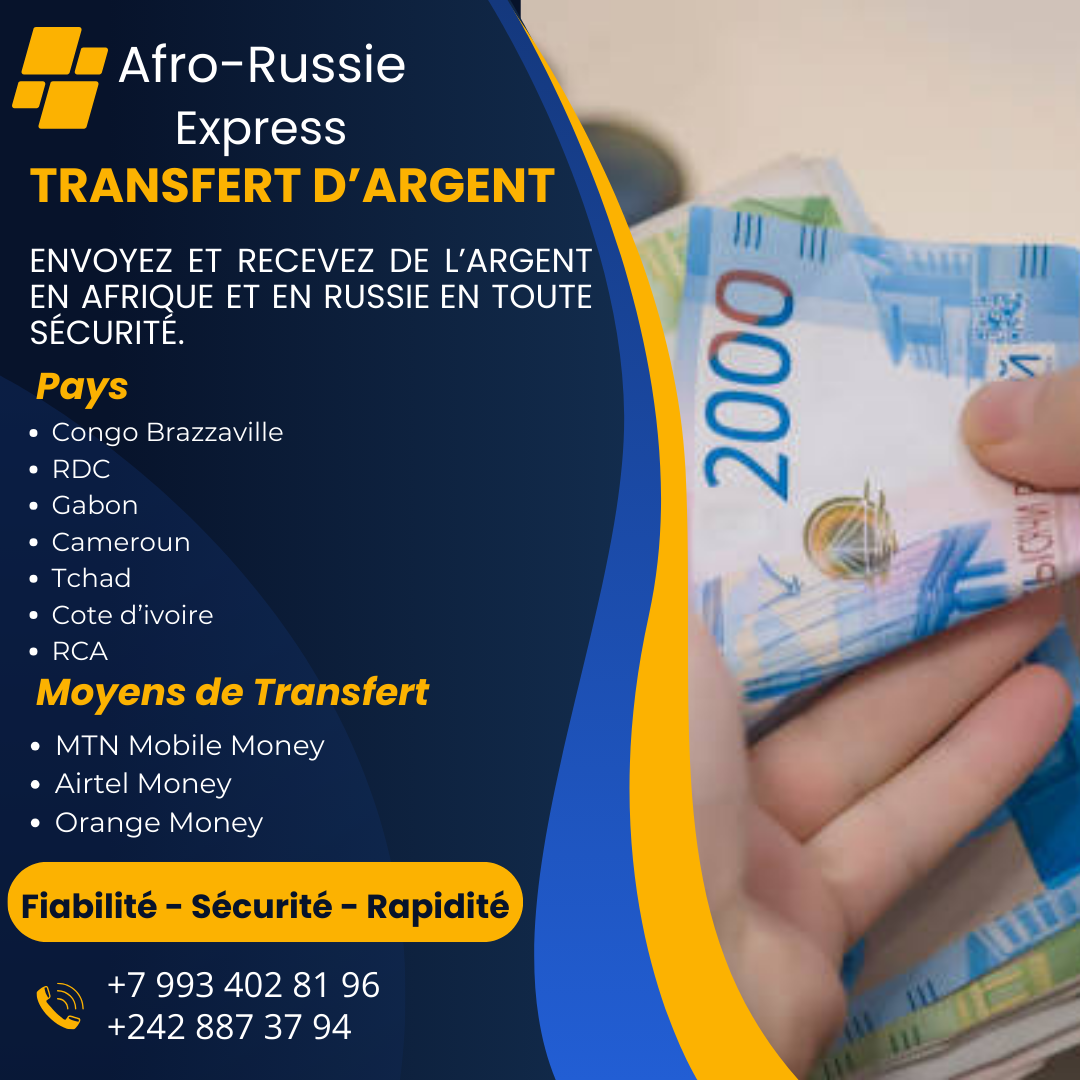 Afro-Russie
Express
TRANSFERT D’ARGENT
ENVOYEZ ET RECEVEZ DE L’ARGENT
EN AFRIQUE ET EN RUSSIE EN TOUTE
SÉCURITÉ.
Pays
• Congo Brazzaville
• RDC
• Gabon
• Cameroun
• Tchad
• Cote d’ivoire
• RCA
Moyens de Transfert
• MTN Mobile Money
• Airtel Money
• Orange Money
Fiabilité - Sécurité - Rapidité
+7 993 402 81 96
+242 887 37 94
2000